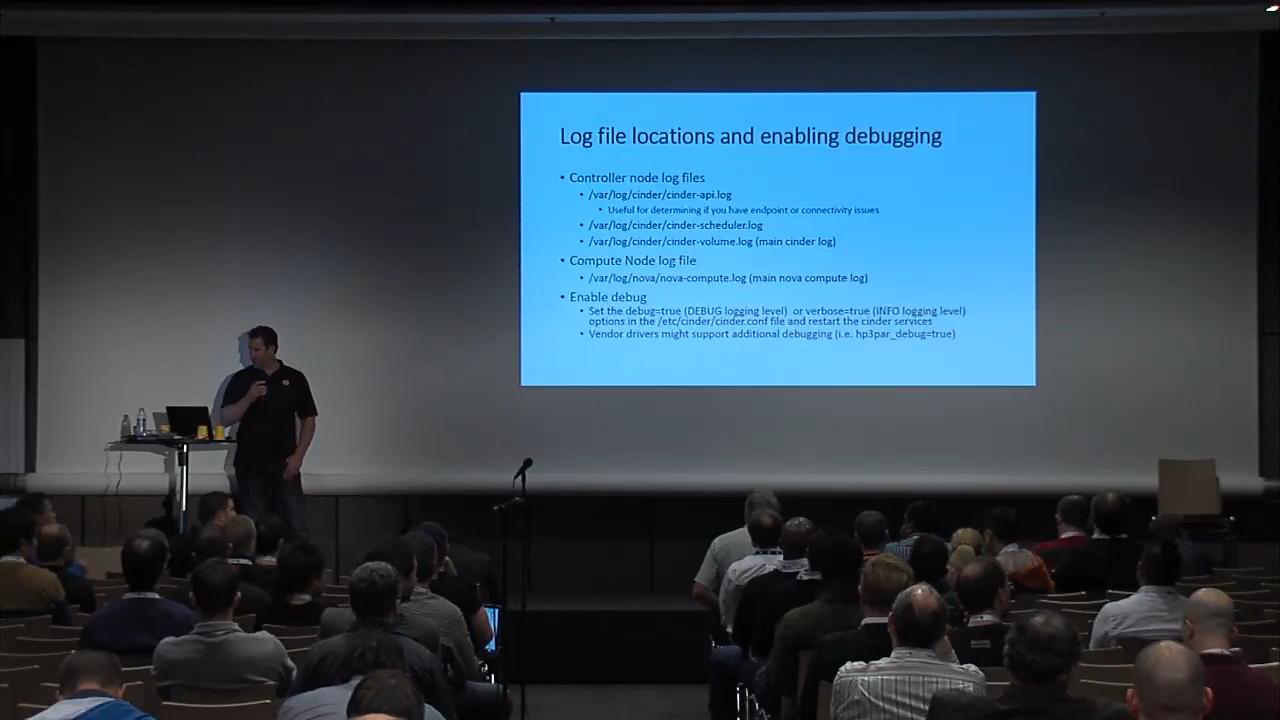 Log file locations and enabling debugging
• Controller node log files
• /var/log/cinder/cinder-api.log
• Useful for determining if you have endpoint or connectivity issues
• /var/log/cinder/cinder-scheduler.log
• /var/log/cinder/cinder-volume.log (main cinder log)
• Compute Node log file
• /var/log/nova/nova-compute.log (main nova compute log)
• Enable debug
• Set the debug=true (DEBUG logging level) or verbose=true (INFO logging level)
options in the /etc/cinder/cinder.conf file and restart the cinder services
• Vendor drivers might support additional debugging (i.e. hp3par_debug=true)